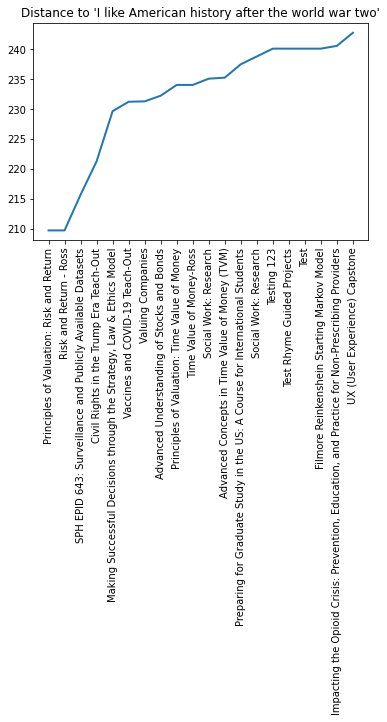 Distance to 'I like American history after the world war two'
240
235
230
225
220
215
210
Principles of Valuation: Risk and Return
Risk and Return - Ross
SPH EPID 643: Surveillance and Publicly Available Datasets
Civil Rights in the Trump Era Teach-Out
Making Successful Decisions through the Strategy, Law & Ethics Model
Vaccines and COVID-19 Teach-Out
Valuing Companies
Advanced Understanding of Stocks and Bonds
Principles of Valuation: Time Value of Money
Time Value of Money-Ross
Social Work: Research
Advanced Concepts in Time Value of Money (TVM)
Preparing for Graduate Study in the US: A Course for International Students
Social Work: Research
Testing 123
Test Rhyme Guided Projects
Test
Filmore Reinkenshein Starting Markov Model
Impacting the Opioid Crisis: Prevention, Education, and Practice for Non-Prescribing Providers
UX (User Experience) Capstone